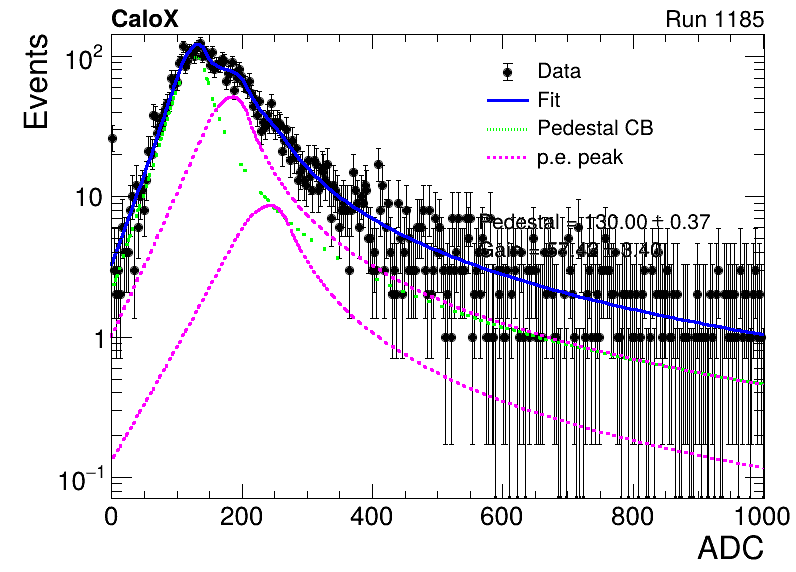 CaloX Run 1185
Events
Data
Fit
Pedestal CB
p.e. peak
Pedestal = 130.00 ± 0.37
Gain =
10²
10
1
10⁻¹
0 200 400 600 800 1000
ADC